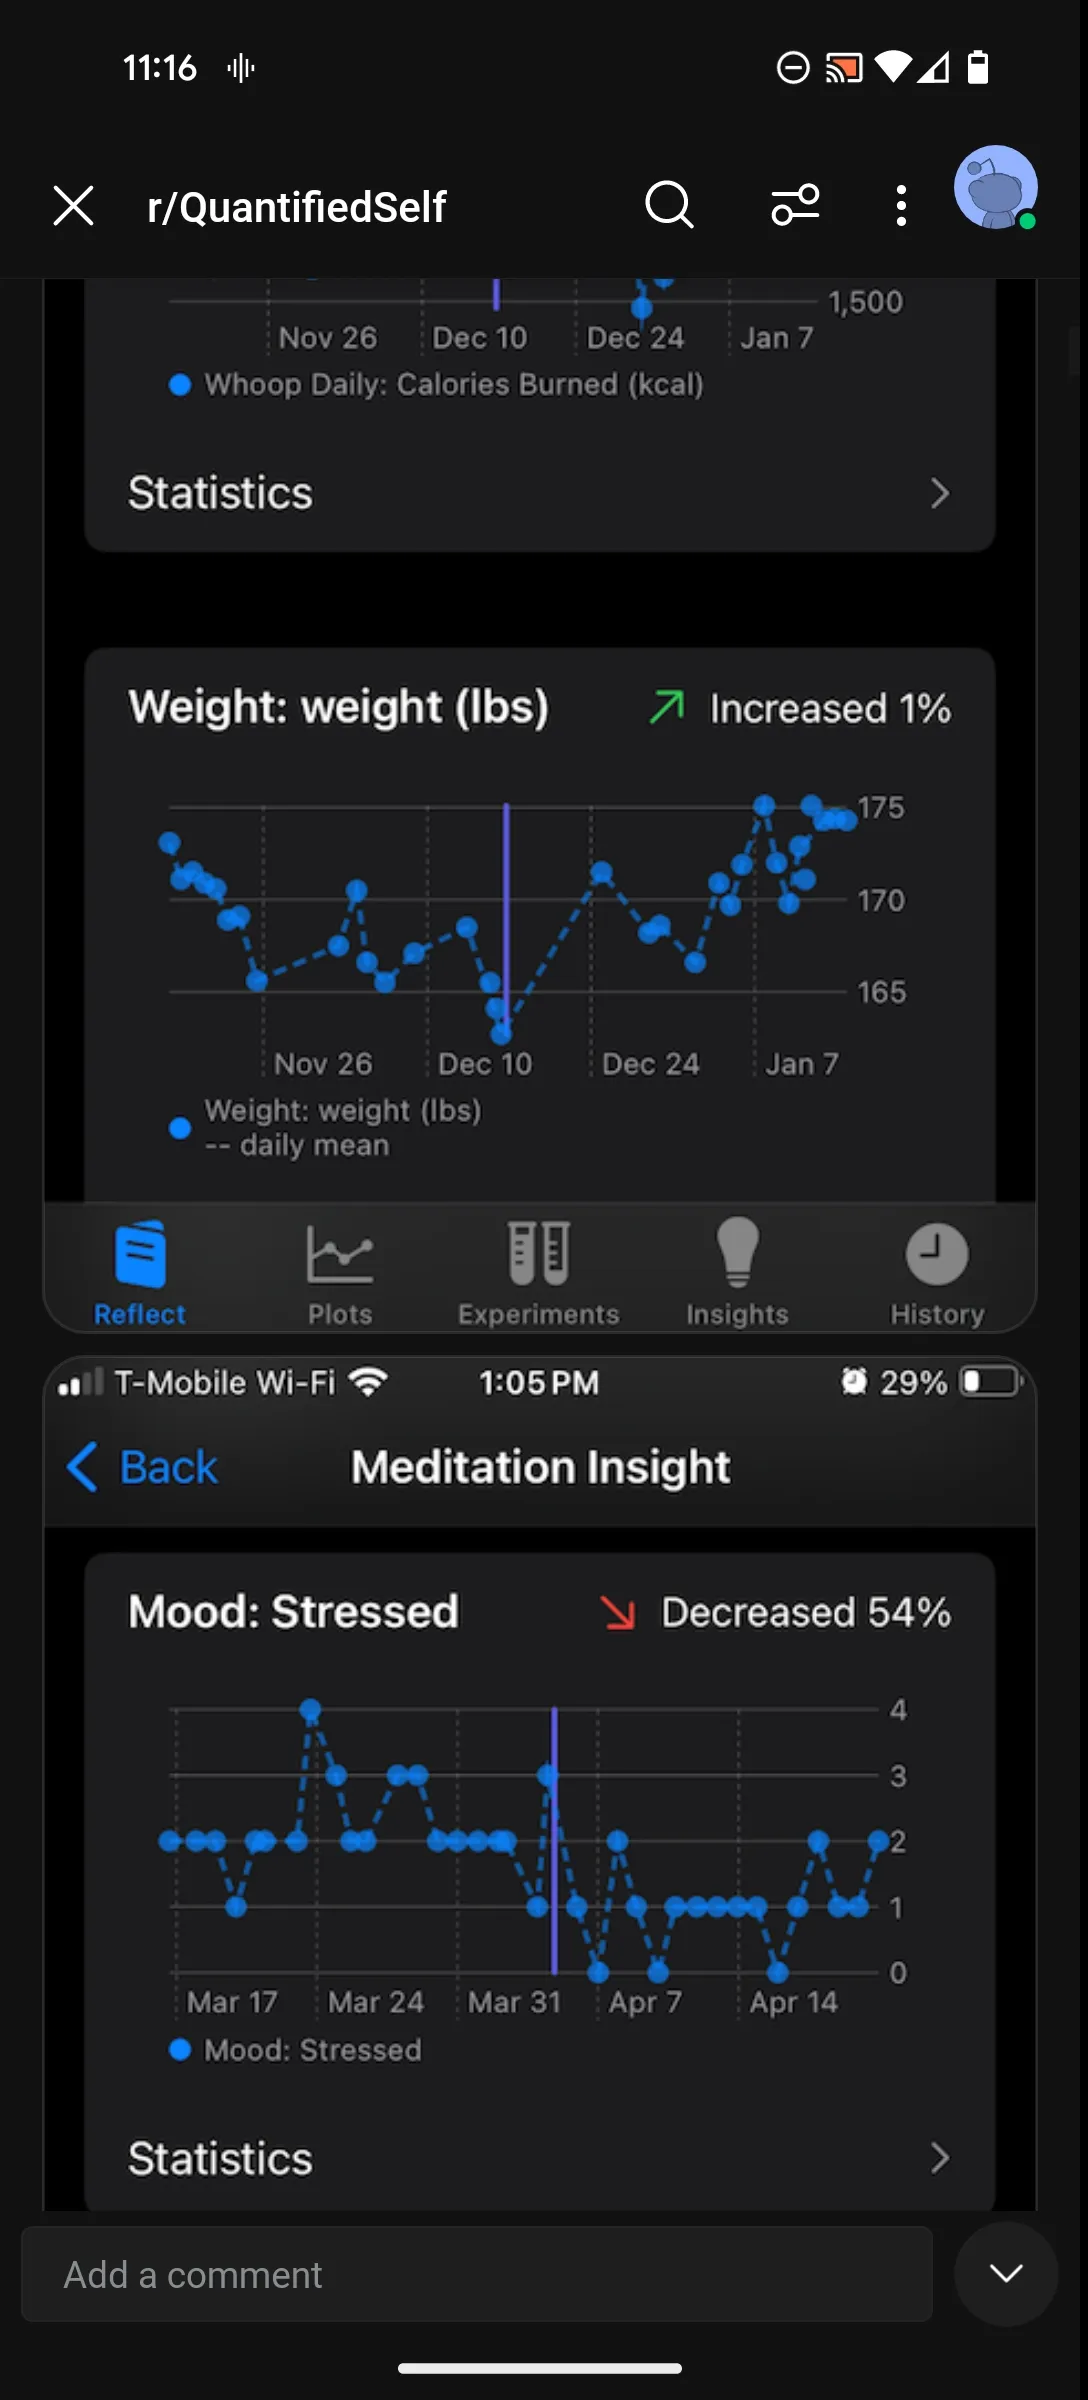 11:16
r/QuantifiedSelf
1,500
Nov 26 Dec 10 Dec 24 Jan 7
Whoop Daily: Calories Burned (kcal)
Statistics
Weight: weight (lbs) Increased 1%
175
170
165
Nov 26 Dec 10 Dec 24 Jan 7
Weight: weight (lbs)
-- daily mean
Reflect Plots Experiments Insights History
T-Mobile Wi-Fi 1:05 PM 29%
Back Meditation Insight
Mood: Stressed Decreased 54%
4
3
2
1
0
Mar 17 Mar 24 Mar 31 Apr 7 Apr 14
Mood: Stressed
Statistics
Add a comment